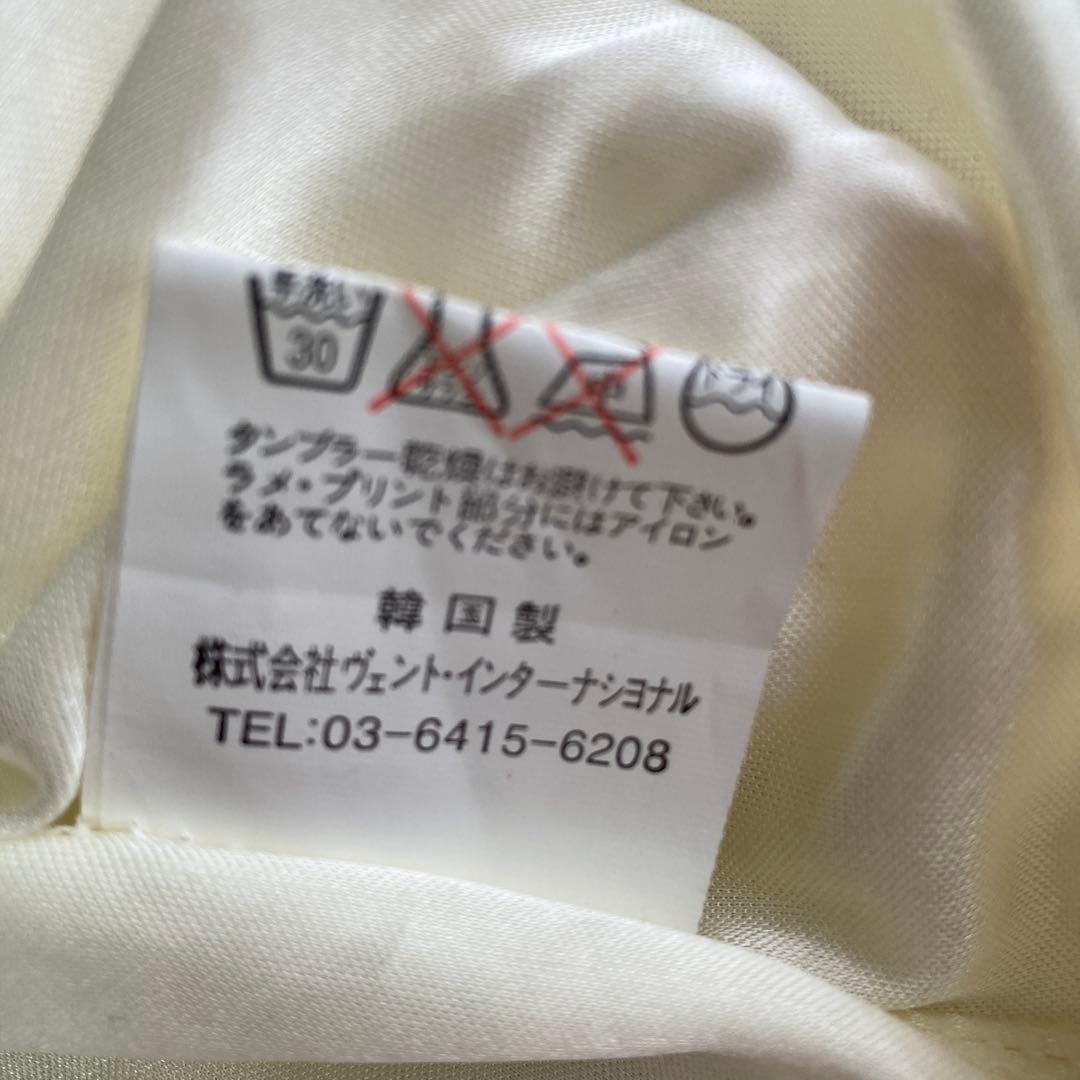 手洗い
30
ドライ
タンブラー乾燥はお避けて下さい。
ラメ・プリント部分にはアイロン
をあてないでください。
韓国製
株式会社ヴェント・インターナショナル
TEL:03-6415-6208